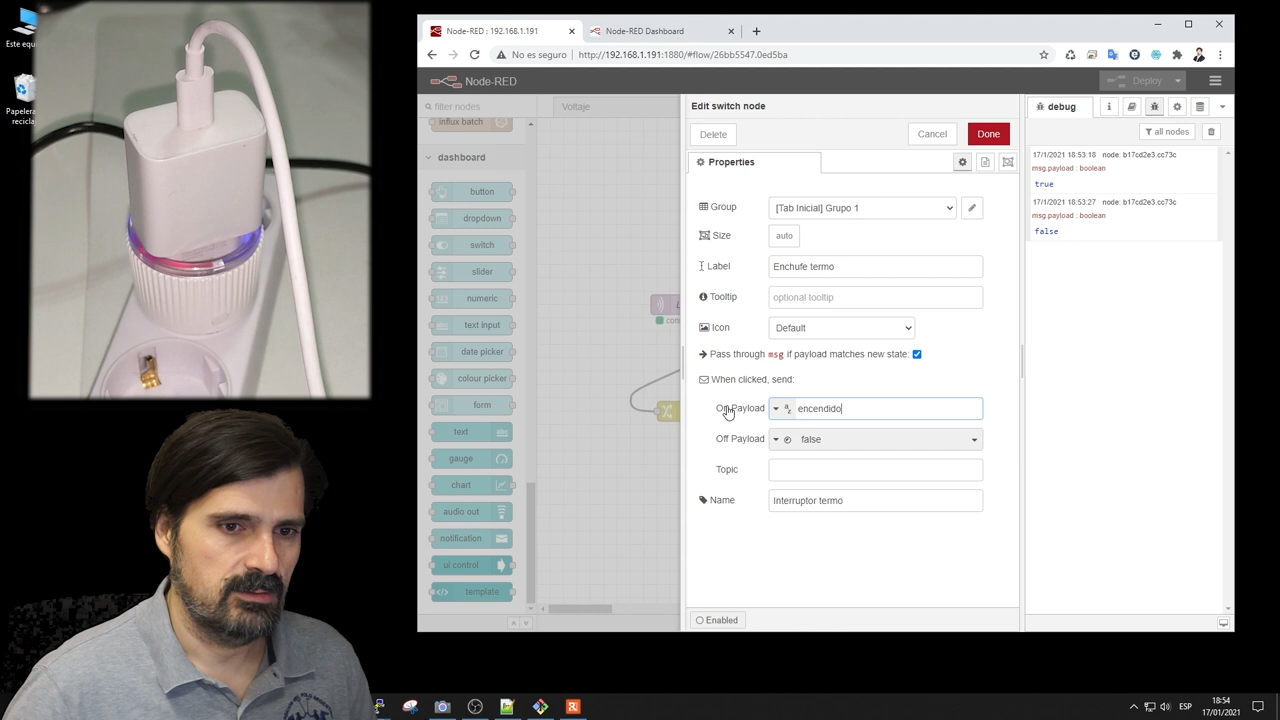 Este equ
Papelera
recicla
Node-RED : 192.168.1.191
Node-RED Dashboard
No es seguro
http://192.168.1.191:1880/#flow/26bb5547.0ed5ba
Node-RED
Deploy
filter nodes
Voltaje
influx batch
dashboard
button
dropdown
switch
slider
numeric
text input
date picker
colour picker
form
text
gauge
chart
audio out
notification
ui control
template
con
Edit switch node
Delete
Cancel
Done
Properties
Group
[Tab Inicial] Grupo 1
Size
auto
Label
Enchufe termo
Tooltip
optional tooltip
Icon
Default
Pass through msg if payload matches new state:
When clicked, send:
On Payload
encendido
Off Payload
false
Topic
Name
Interruptor termo
Enabled
debug
all nodes
17/1/2021 18:53:18 node: b17cd2e3.cc73c
msg.payload : boolean
true
17/1/2021 18:53:27 node: b17cd2e3.cc73c
msg.payload : boolean
false
ESP
18:54
17/01/2021